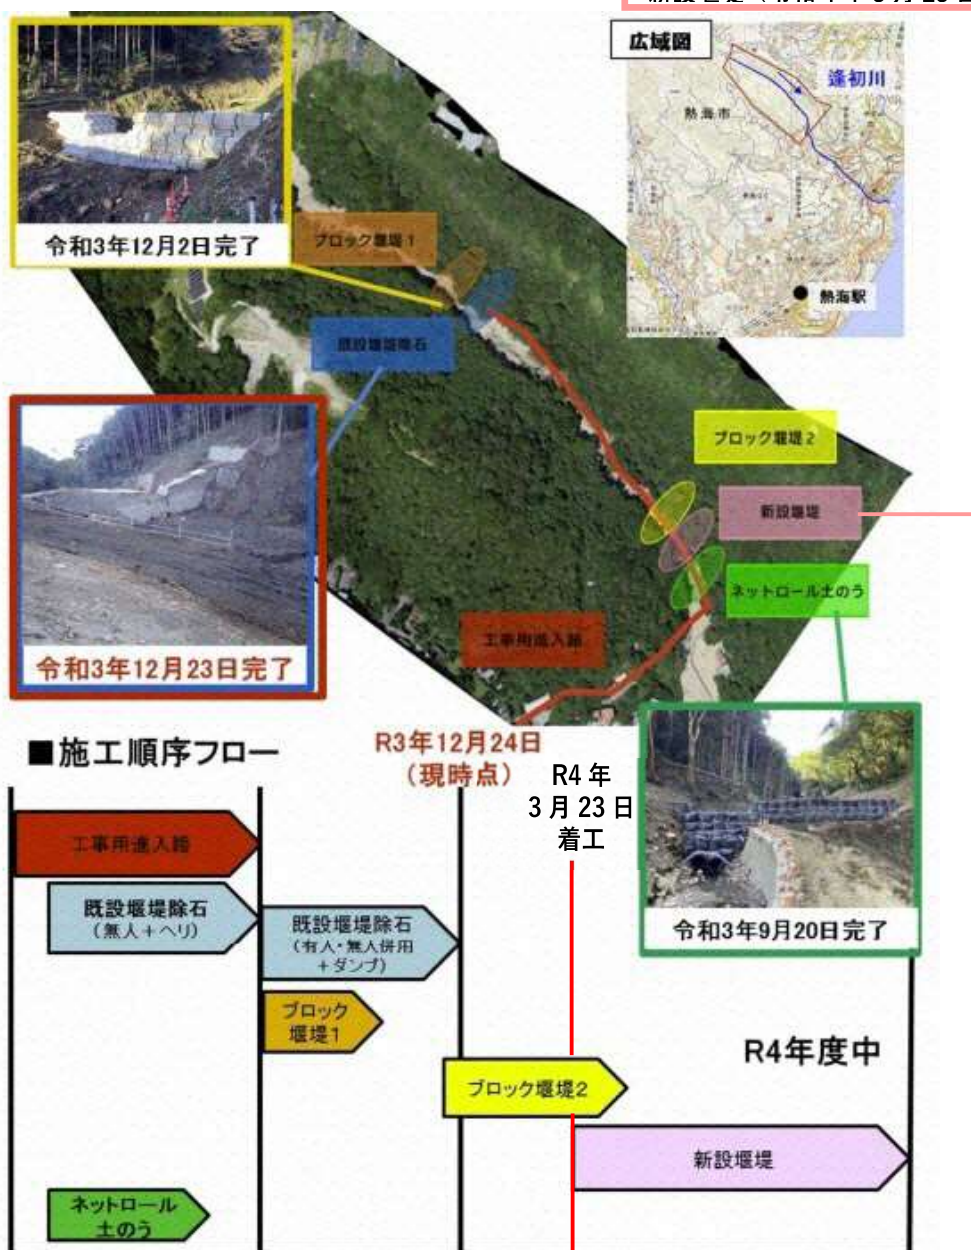 広域図
逢初川
熱海市
熱海駅
令和3年12月2日完了
ブロック堰堤1
既設堰堤除石
ブロック堰堤2
新設堰堤
ネットロール土のう
工事用進入路
令和3年12月23日完了
令和3年9月20日完了
■施工順序フロー
R3年12月24日
（現時点）
R4年
3月23日
着工
工事用進入路
既設堰堤除石
（無人＋ヘリ）
既設堰堤除石
（有人・無人併用
＋ダンプ）
ブロック
堰堤1
R4年度中
ブロック堰堤2
新設堰堤
ネットロール
土のう